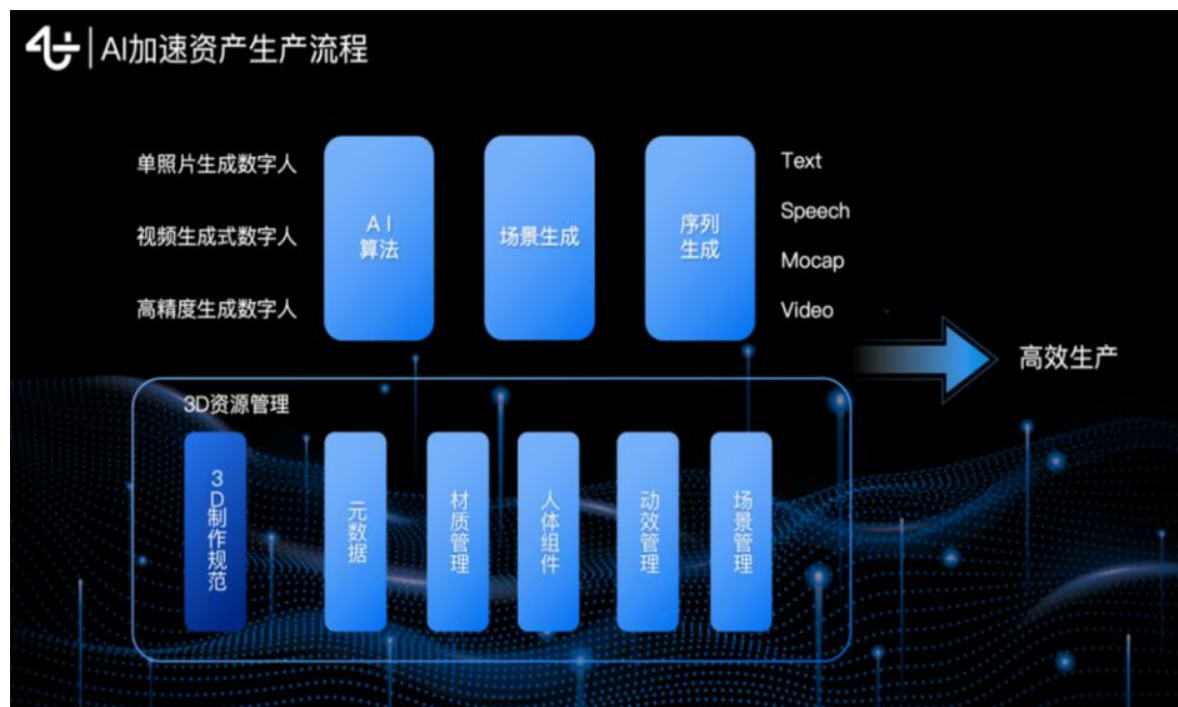 AI加速资产生产流程
单照片生成数字人
视频生成式数字人
高精度生成数字人
AI
算法
场景生成
序列
生成
Text
Speech
Mocap
Video
高效生产
3D资源管理
3D制作规范
元数据
材质管理
人体组件
动效管理
场景管理